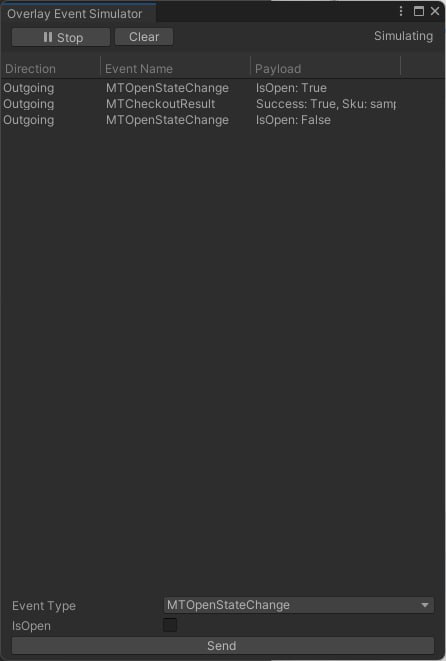 Overlay Event Simulator
Stop Clear Simulating
Direction Event Name Payload
Outgoing MTOpenStateChange IsOpen: True
Outgoing MTCheckoutResult Success: True, Sku: samp
Outgoing MTOpenStateChange IsOpen: False
Event Type MTOpenStateChange
IsOpen
Send